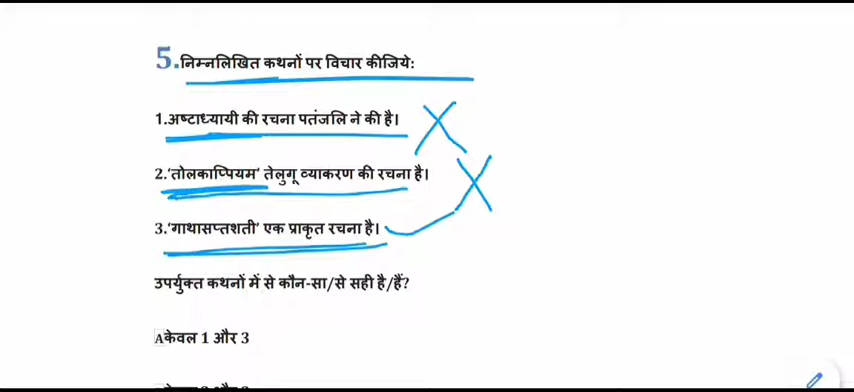 5.निम्नलिखित कथनों पर विचार कीजिये:
1.अष्टाध्यायी की रचना पतंजलि ने की है।
2.‘तोलकाप्पियम’ तेलुगू व्याकरण की रचना है।
3.‘गाथासप्तशती’ एक प्राकृत रचना है।
उपर्युक्त कथनों में से कौन-सा/से सही है/हैं?
Aकेवल 1 और 3